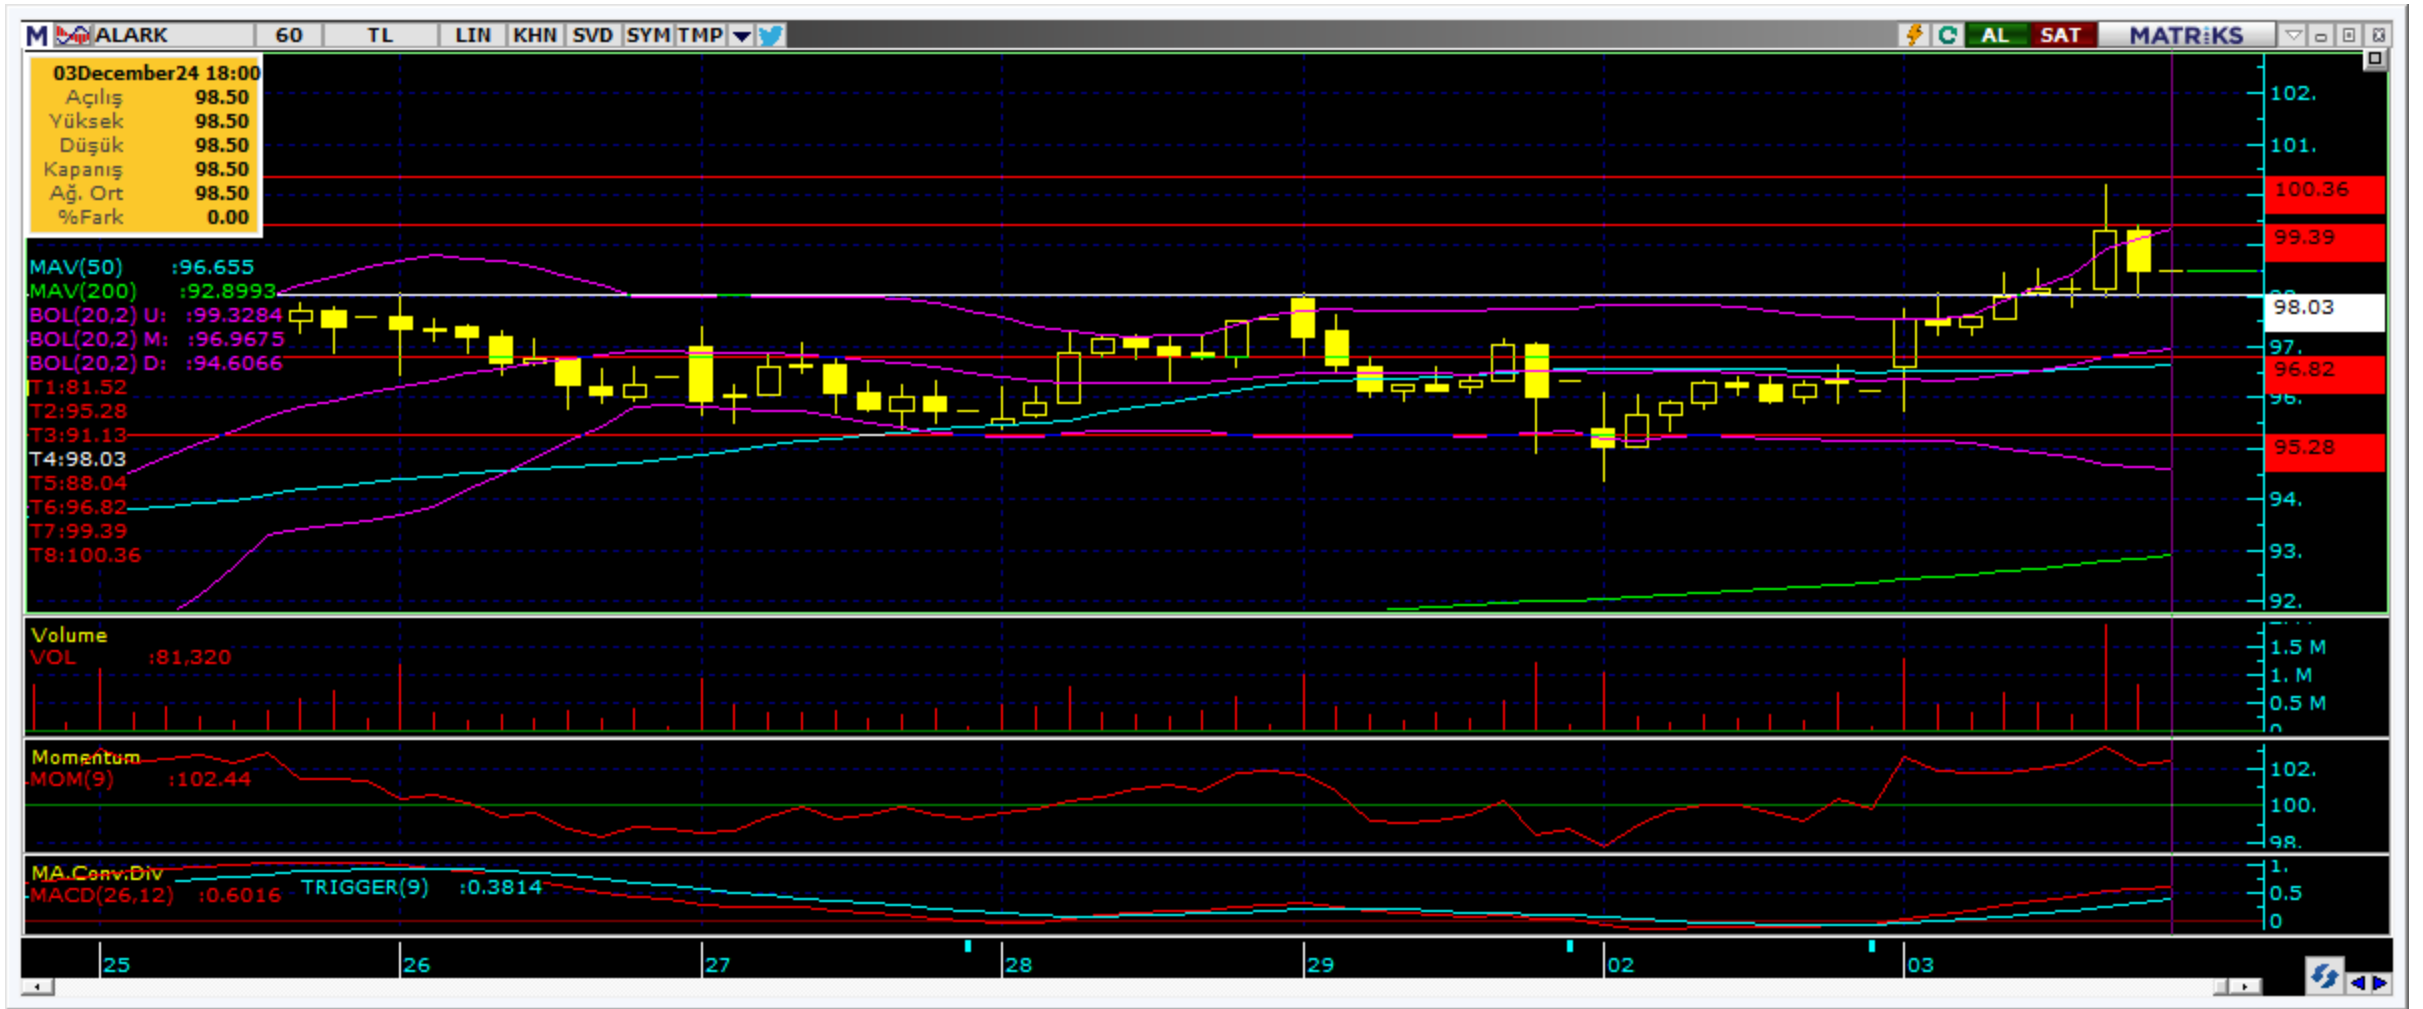 M ALARK 60 TL LIN KHN SVD SYM TMP AL SAT MATRiKS
03December24 18:00
Açılış 98.50
Yüksek 98.50
Düşük 98.50
Kapanış 98.50
Ağ. Ort 98.50
%Fark 0.00
MAV(50) :96.655
MAV(200) :92.8993
BOL(20,2) U: :99.3284
BOL(20,2) M: :96.9675
BOL(20,2) D: :94.6066
T1:81.52
T2:95.28
T3:91.13
T4:98.03
T5:88.04
T6:96.82
T7:99.39
T8:100.36
102.
101.
100.36
99.39
98.03
97.
96.82
96.
95.28
94.
93.
92.
Volume
VOL :81,320
1.5 M
1. M
0.5 M
0
Momentum
MOM(9) :102.44
102.
100.
98.
MA.Conv.Div
MACD(26,12) :0.6016 TRIGGER(9) :0.3814
1.
0.5
0
25 26 27 28 29 02 03